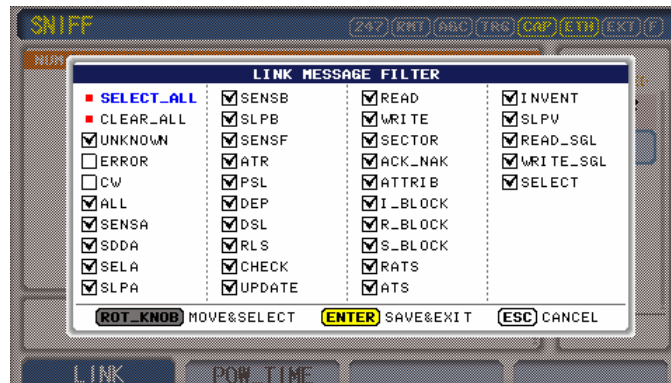 SNIFF
247 RMT A&C TRG CAP ETH EXT F
NUM
LINK MESSAGE FILTER
SELECT_ALL
CLEAR_ALL
UNKNOWN
ERROR
CW
ALL
SENSA
SDDA
SELA
SLPA
SENSB
SLPB
SENSF
ATR
PSL
DEP
DSL
RLS
CHECK
UPDATE
READ
WRITE
SECTOR
ACK_NAK
ATTRIB
I_BLOCK
R_BLOCK
S_BLOCK
RATS
ATS
INVENT
SLPV
READ_SGL
WRITE_SGL
SELECT
ROT_KNOB MOVE&SELECT ENTER SAVE&EXIT ESC CANCEL
LINK POW_TIME